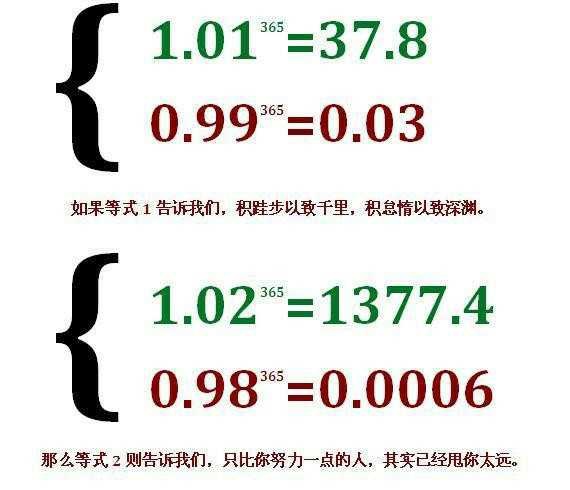 1.01³⁶⁵=37.8
0.99³⁶⁵=0.03
如果等式 1 告诉我们，积跬步以致千里，积怠惰以致深渊。
1.02³⁶⁵=1377.4
0.98³⁶⁵=0.0006
那么等式 2 则告诉我们，只比你努力一点的人，其实已经甩你太远。